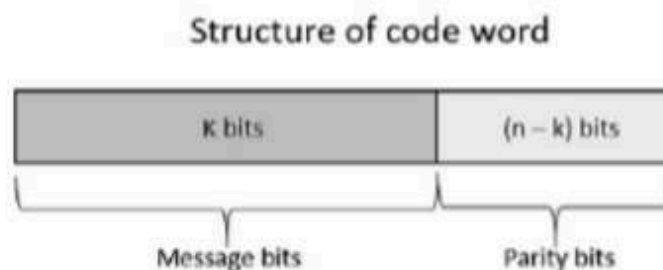 Structure of code word
K bits
(n – k) bits
Message bits
Parity bits